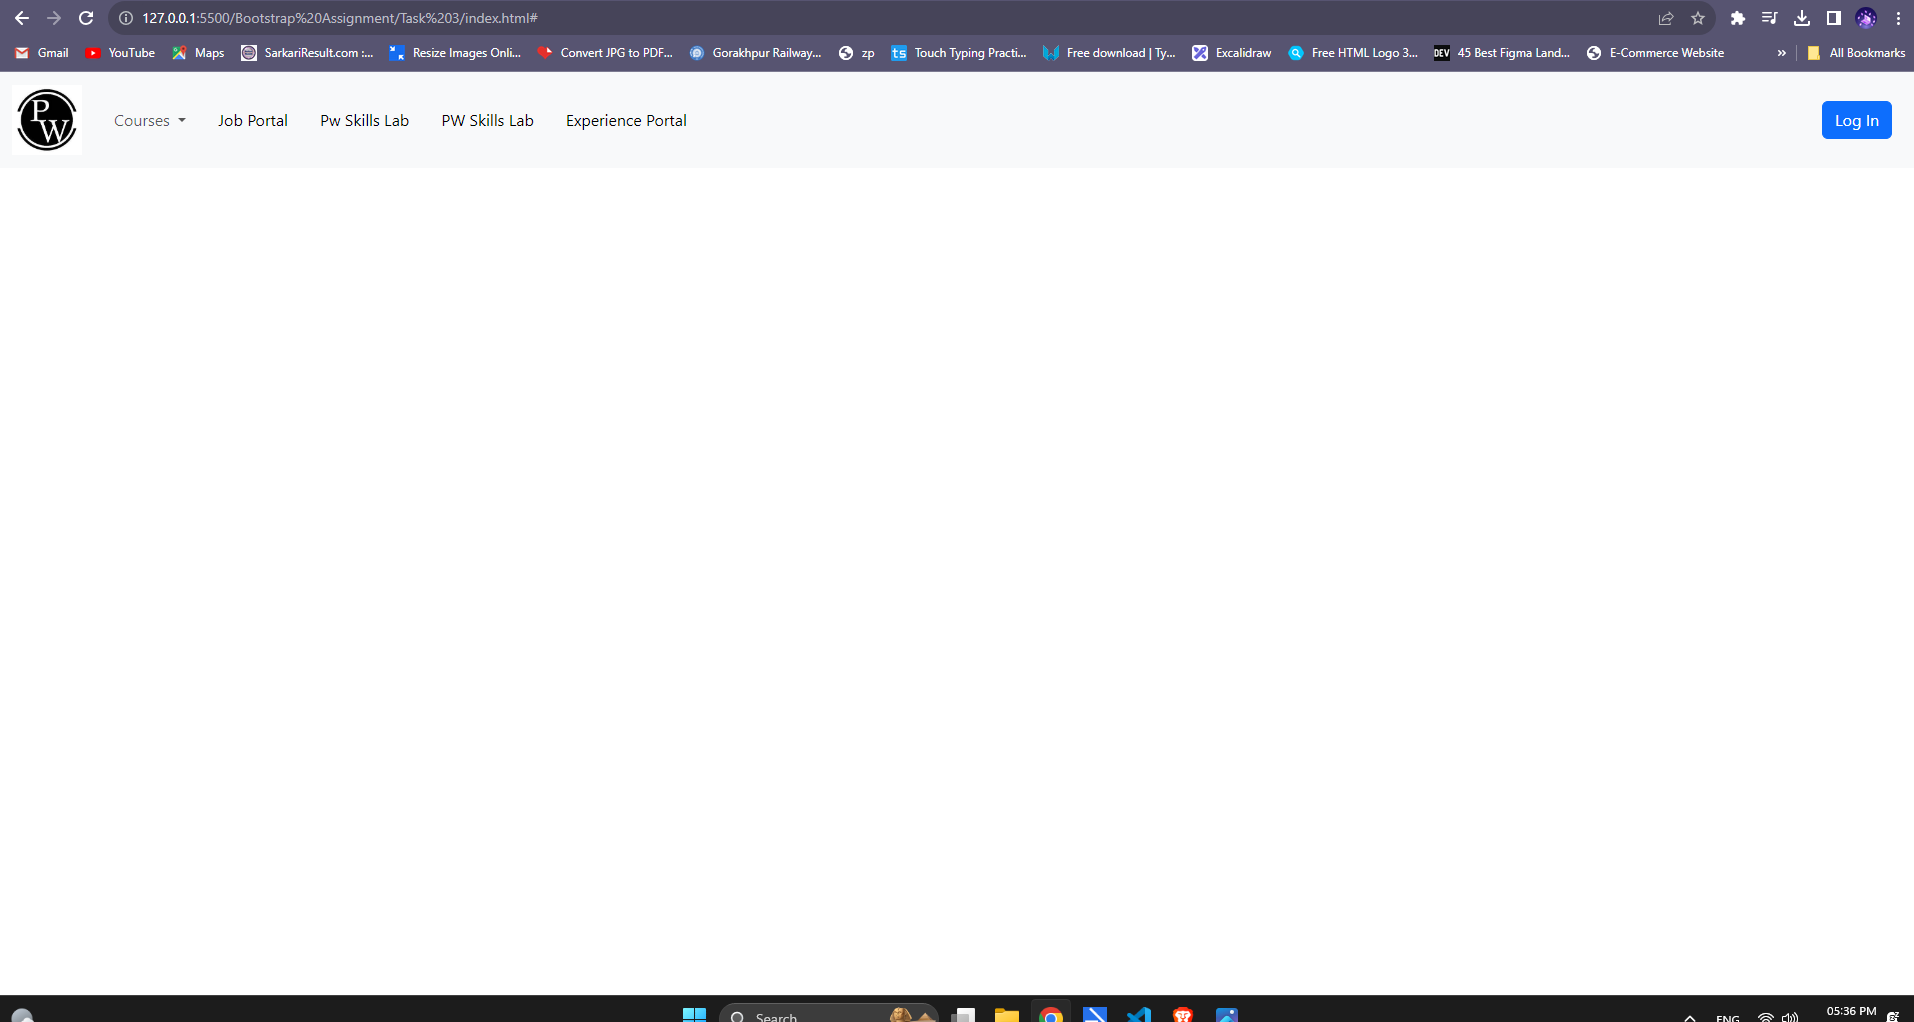 127.0.0.1:5500/Bootstrap%20Assignment/Task%203/index.html#
Gmail YouTube Maps SarkariResult.com :... Resize Images Onli... Convert JPG to PDF... Gorakhpur Railway... zp ts Touch Typing Practi... Free download | Ty... Excalidraw Free HTML Logo 3... DEV 45 Best Figma Land... E-Commerce Website » All Bookmarks
PW Courses Job Portal Pw Skills Lab PW Skills Lab Experience Portal Log In
Search ENG 05:36 PM